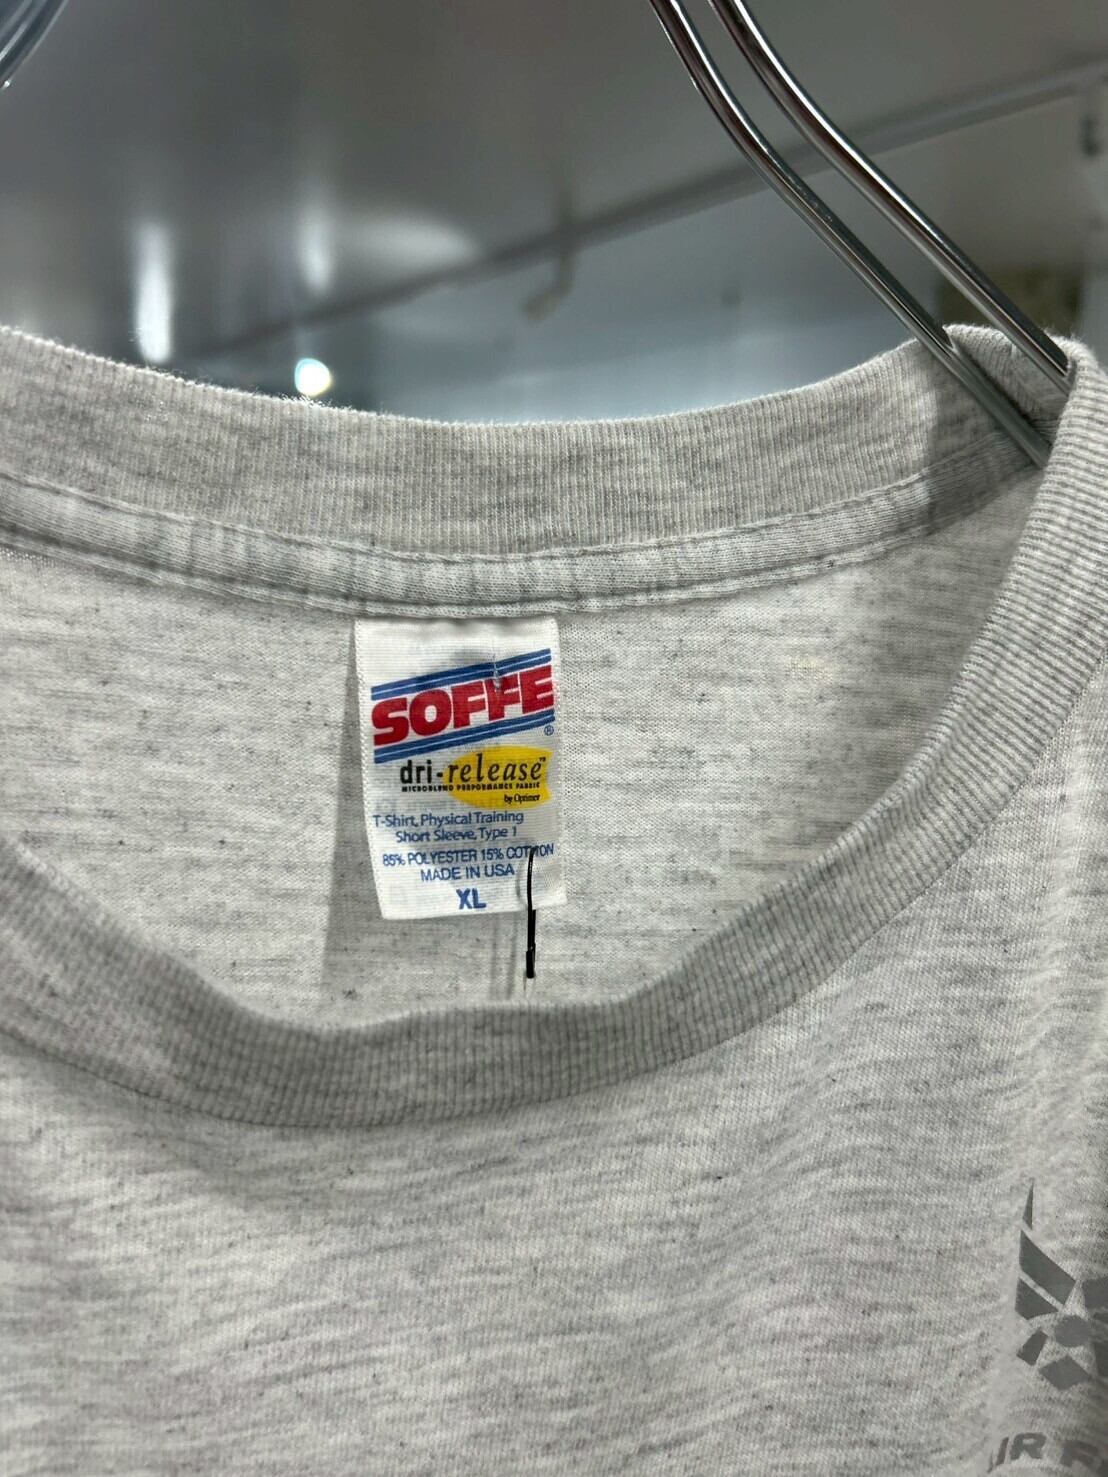 SOFFE
®
dri-release™
MICROBLEND PERFORMANCE FABRIC
by Optimer
T-Shirt, Physical Training
Short Sleeve, Type 1
85% POLYESTER 15% COTTON
MADE IN USA
XL